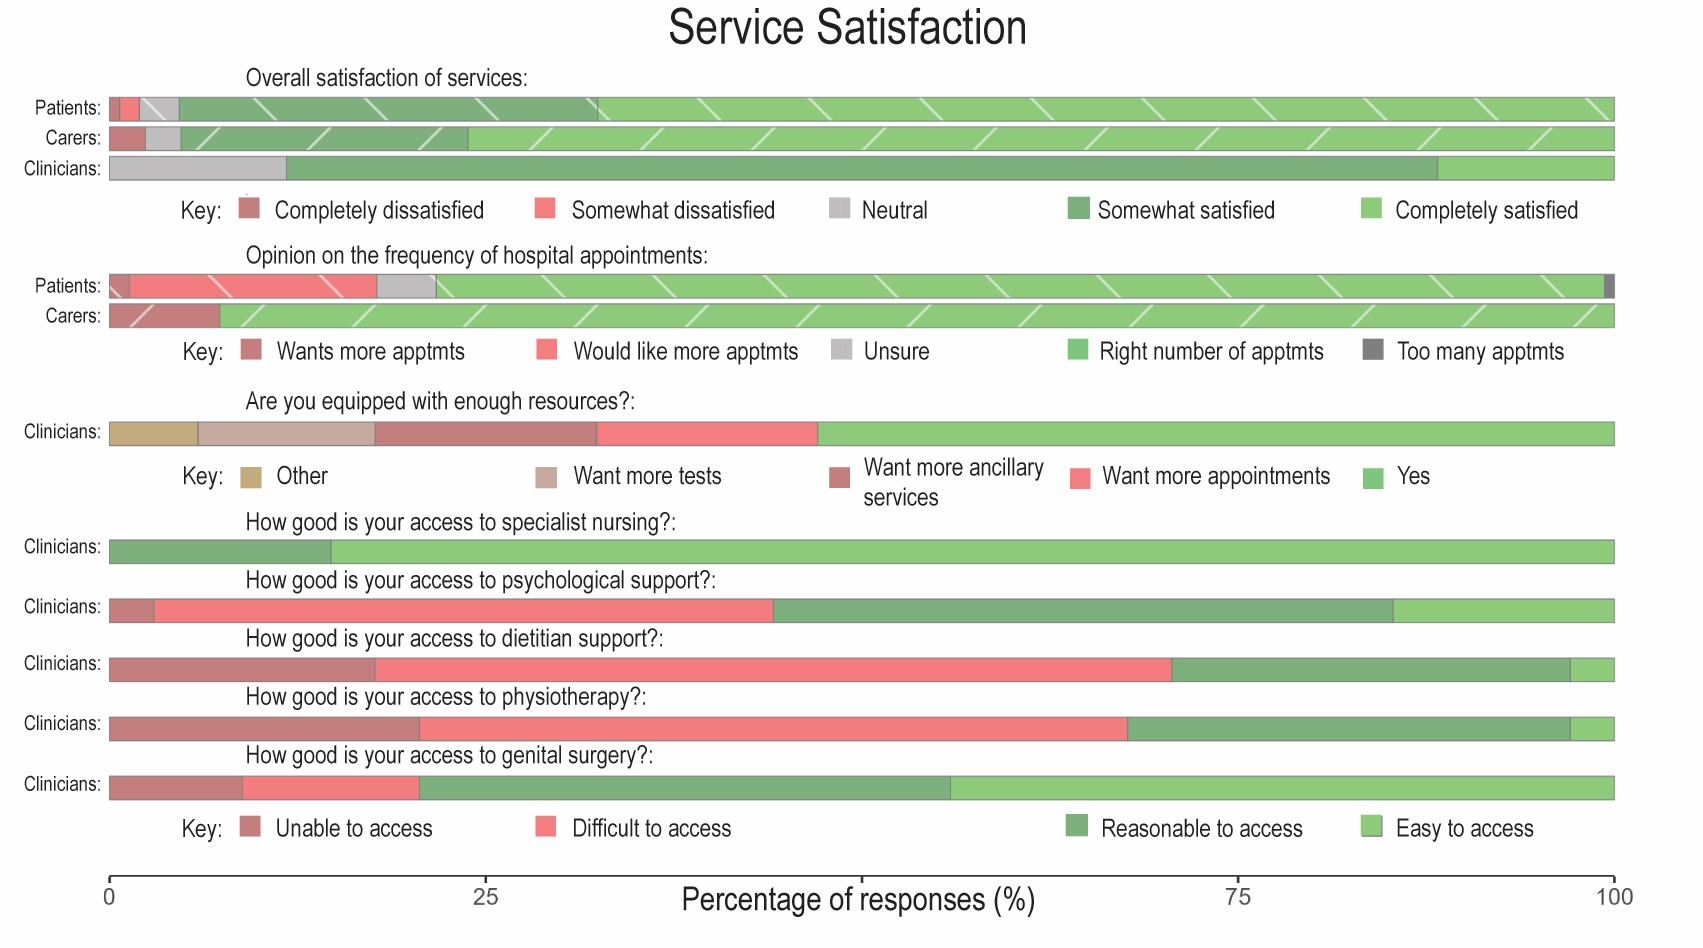 Service Satisfaction
Overall satisfaction of services:
Patients:
Carers:
Clinicians:
Key: Completely dissatisfied Somewhat dissatisfied Neutral Somewhat satisfied Completely satisfied
Opinion on the frequency of hospital appointments:
Patients:
Carers:
Key: Wants more apptmts Would like more apptmts Unsure Right number of apptmts Too many apptmts
Are you equipped with enough resources?:
Clinicians:
Key: Other Want more tests Want more ancillary services Want more appointments Yes
How good is your access to specialist nursing?:
Clinicians:
How good is your access to psychological support?:
Clinicians:
How good is your access to dietitian support?:
Clinicians:
How good is your access to physiotherapy?:
Clinicians:
How good is your access to genital surgery?:
Clinicians:
Key: Unable to access Difficult to access Reasonable to access Easy to access
0 25 75 100
Percentage of responses (%)